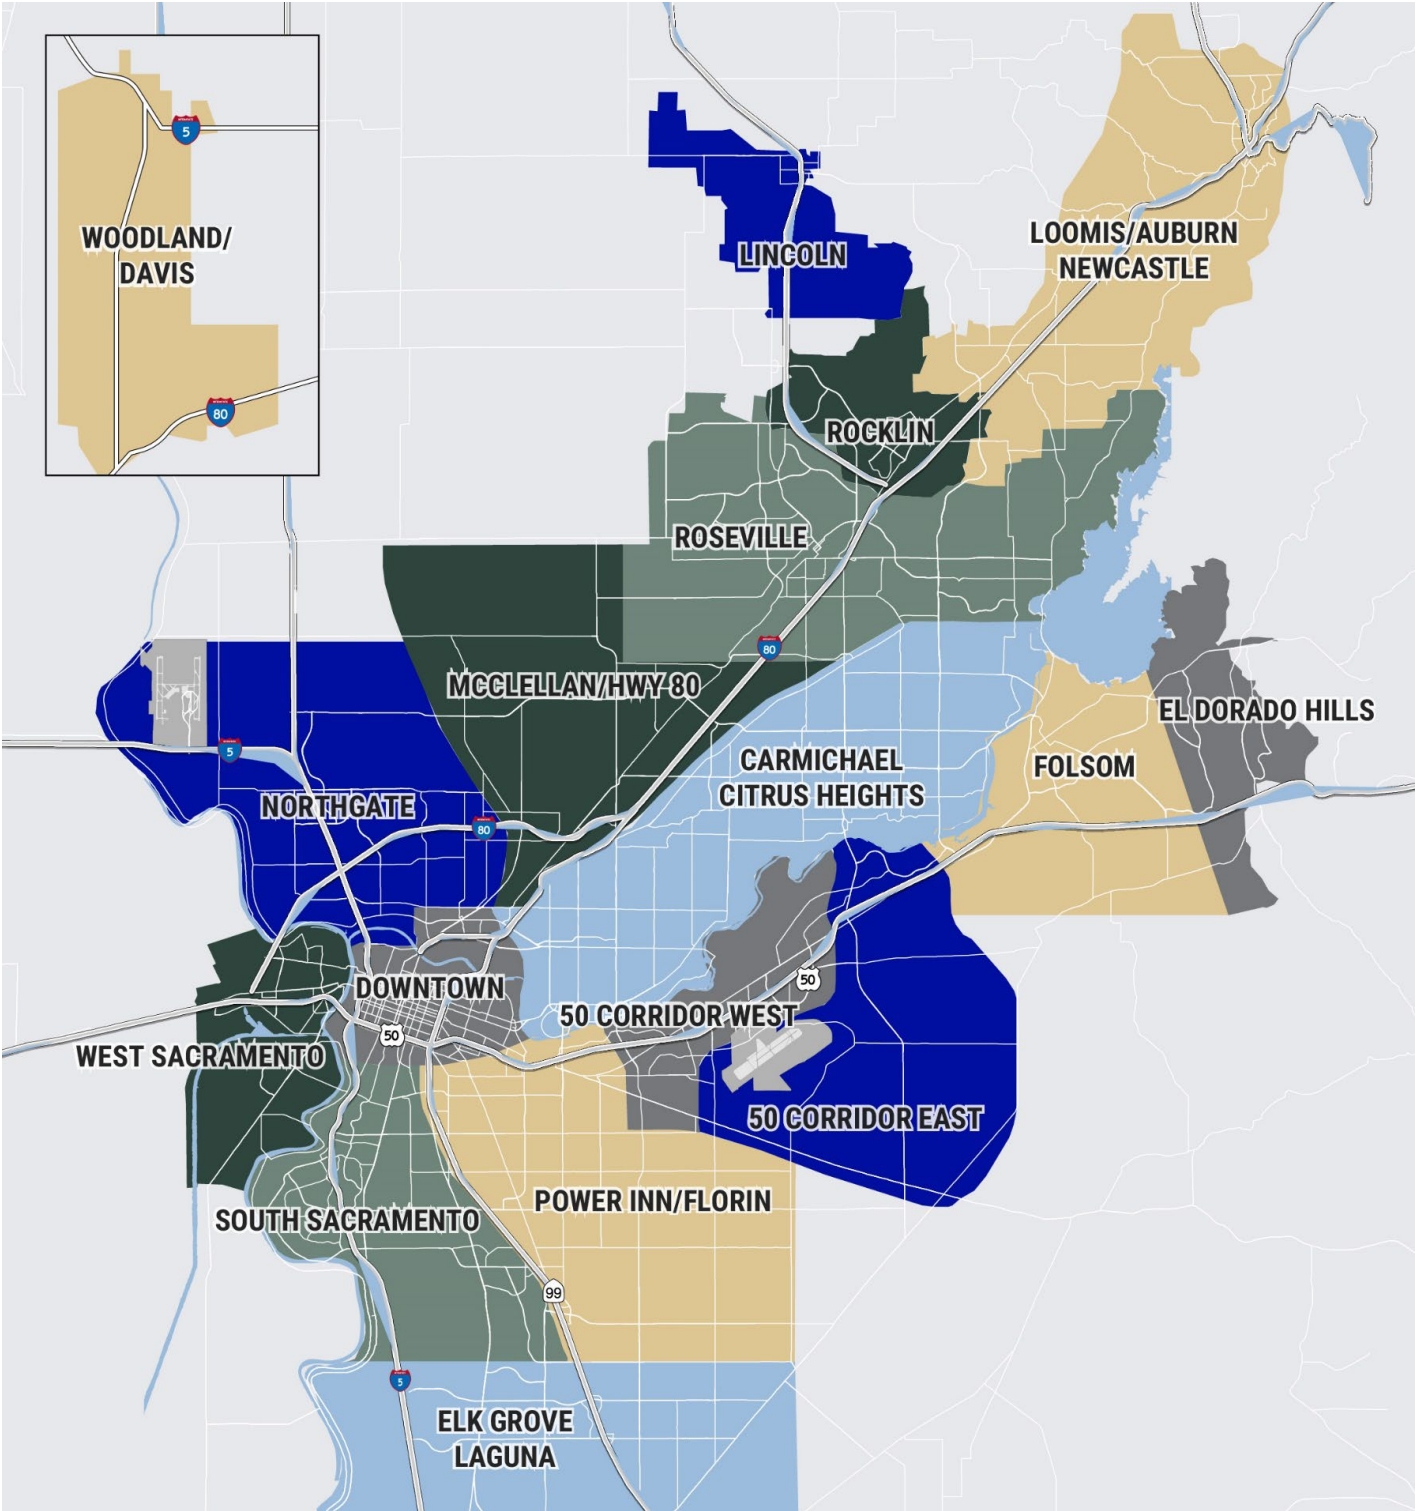 5
WOODLAND/
DAVIS
80
LINCOLN
LOOMIS/AUBURN
NEWCASTLE
ROCKLIN
ROSEVILLE
80
MCCLELLAN/HWY 80
EL DORADO HILLS
5
CARMICHAEL
CITRUS HEIGHTS
FOLSOM
NORTHGATE
80
DOWNTOWN
50
50 CORRIDOR WEST
50
WEST SACRAMENTO
50 CORRIDOR EAST
POWER INN/FLORIN
SOUTH SACRAMENTO
99
5
ELK GROVE
LAGUNA